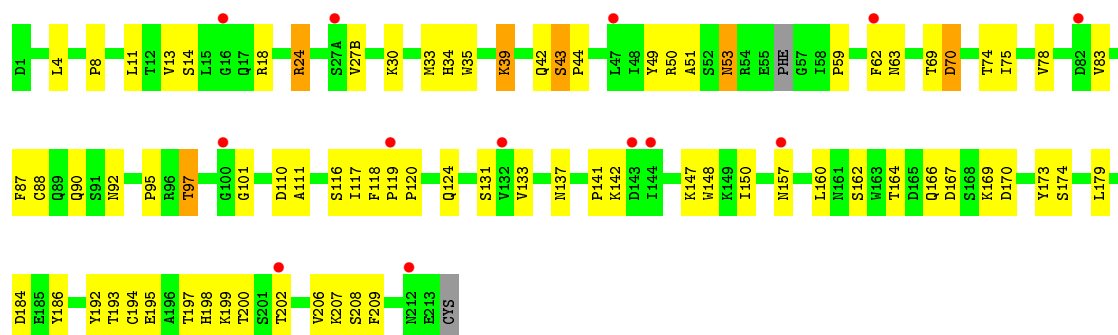 D1 L4 P8 L11 T12 V13 S14 L15 G16 Q17 R18 R24 S27A V27B K30 M33 H34 W35 K39 Q42 S43 P44 L47 I48 Y49 R50 A51 S52 N53 R54 E55 PHE G57 I58 P59 F62 N63 T69 D70 T74 I75 V78 D82 V83
F87 C88 Q89 Q90 S91 N92 P95 R96 T97 G100 G101 D110 A111 S116 I117 F118 P119 P120 Q124 S131 V132 V133 N137 P141 K142 D143 I144 K147 W148 K149 I150 N157 L160 N161 S162 W163 T164 D165 Q166 D167 S168 K169 D170 Y173 S174 L179
D184 E185 Y186 Y192 T193 C194 E195 A196 T197 H198 K199 T200 S201 T202 V206 K207 S208 F209 N212 E213 CYS